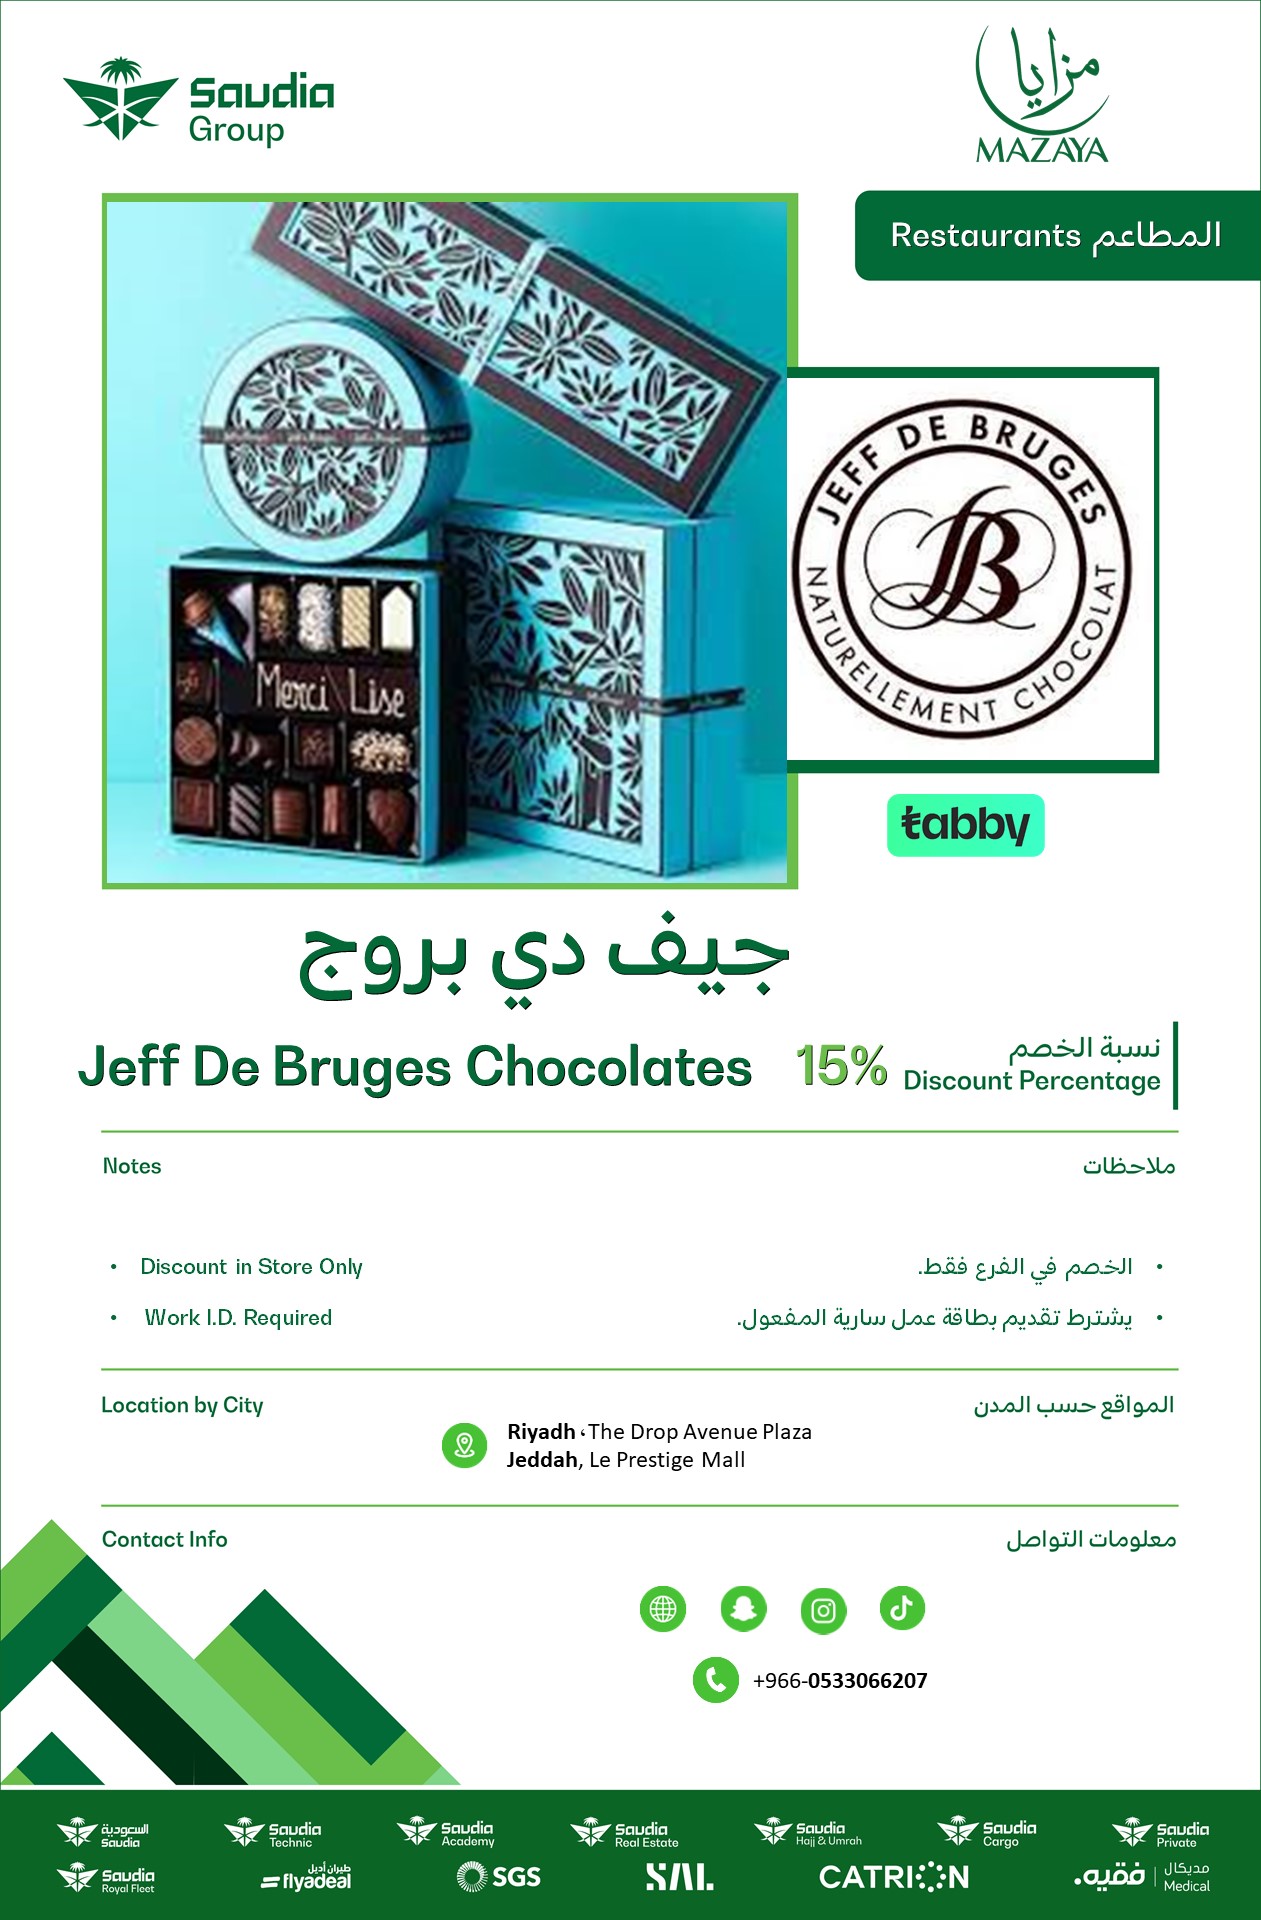 Saudia
Group
مزايا
MAZAYA
Restaurants المطاعم
JEFF DE BRUGES
JB
NATURELLEMENT CHOCOLAT
Merci Lise
tabby
جيف دي بروج
Jeff De Bruges Chocolates
15%
نسبة الخصم
Discount Percentage
Notes
ملاحظات
• Discount in Store Only
• الخصم في الفرع فقط.
• Work I.D. Required
• يشترط تقديم بطاقة عمل سارية المفعول.
Location by City
المواقع حسب المدن
Riyadh ، The Drop Avenue Plaza
Jeddah, Le Prestige Mall
Contact Info
معلومات التواصل
+966-0533066207
السعودية
Saudia
Saudia
Technic
Saudia
Academy
Saudia
Real Estate
Saudia
Hajj & Umrah
Saudia
Cargo
Saudia
Private
Saudia
Royal Fleet
طيران أديل
flyadeal
SGS
SAL
CATRION
فقيه.
مديكال
Medical